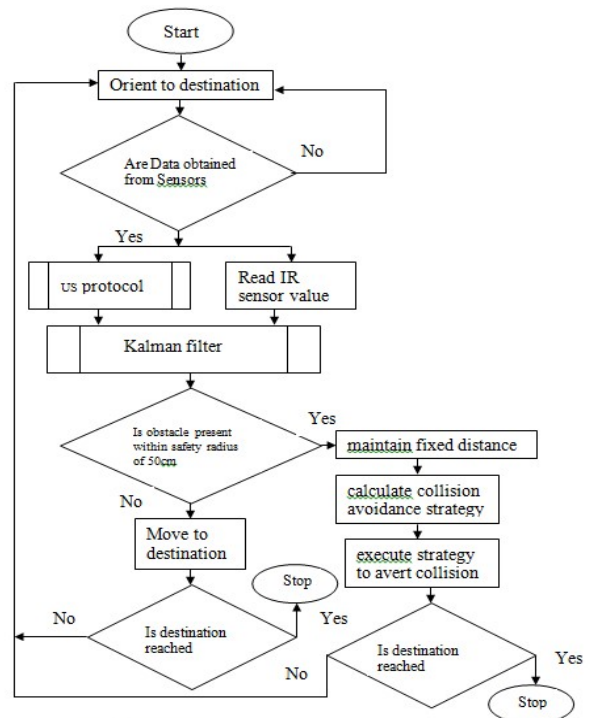 Start
Orient to destination
Are Data obtained
from Sensors
No
Yes
us protocol
Read IR
sensor value
Kalman filter
Is obstacle present
within safety radius
of 50cm
Yes
maintain fixed distance
No
calculate collision
avoidance strategy
Move to
destination
execute strategy
to avert collision
Stop
No
Is destination
reached
Yes
Is destination
reached
No
Yes
Stop